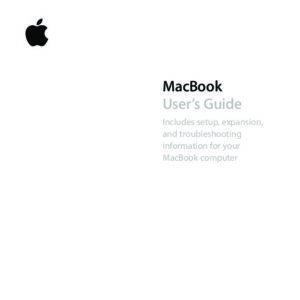 MacBook
User's Guide
Includes setup, expansion,
and troubleshooting
information for your
MacBook computer